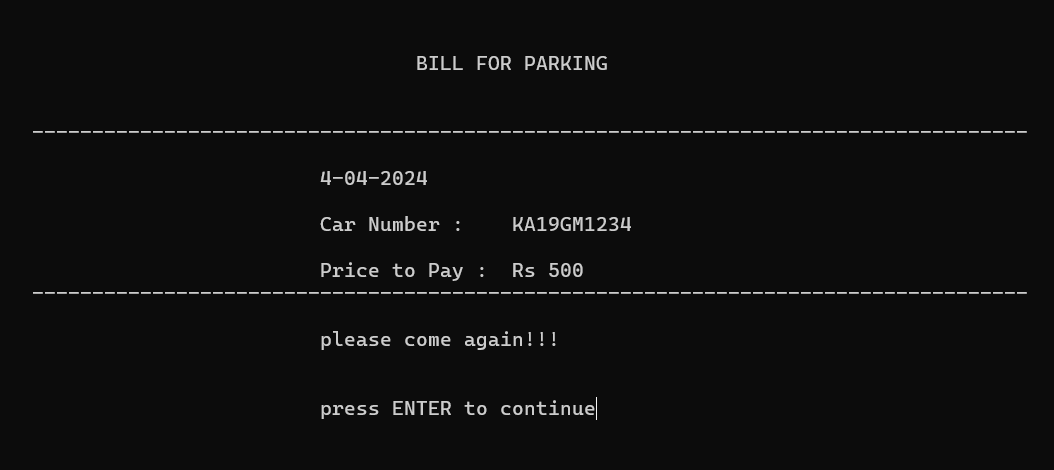 BILL FOR PARKING
-----------------------------------------------------------------------------------
4-04-2024
Car Number :    KA19GM1234
Price to Pay :  Rs 500
-----------------------------------------------------------------------------------
please come again!!!
press ENTER to continue